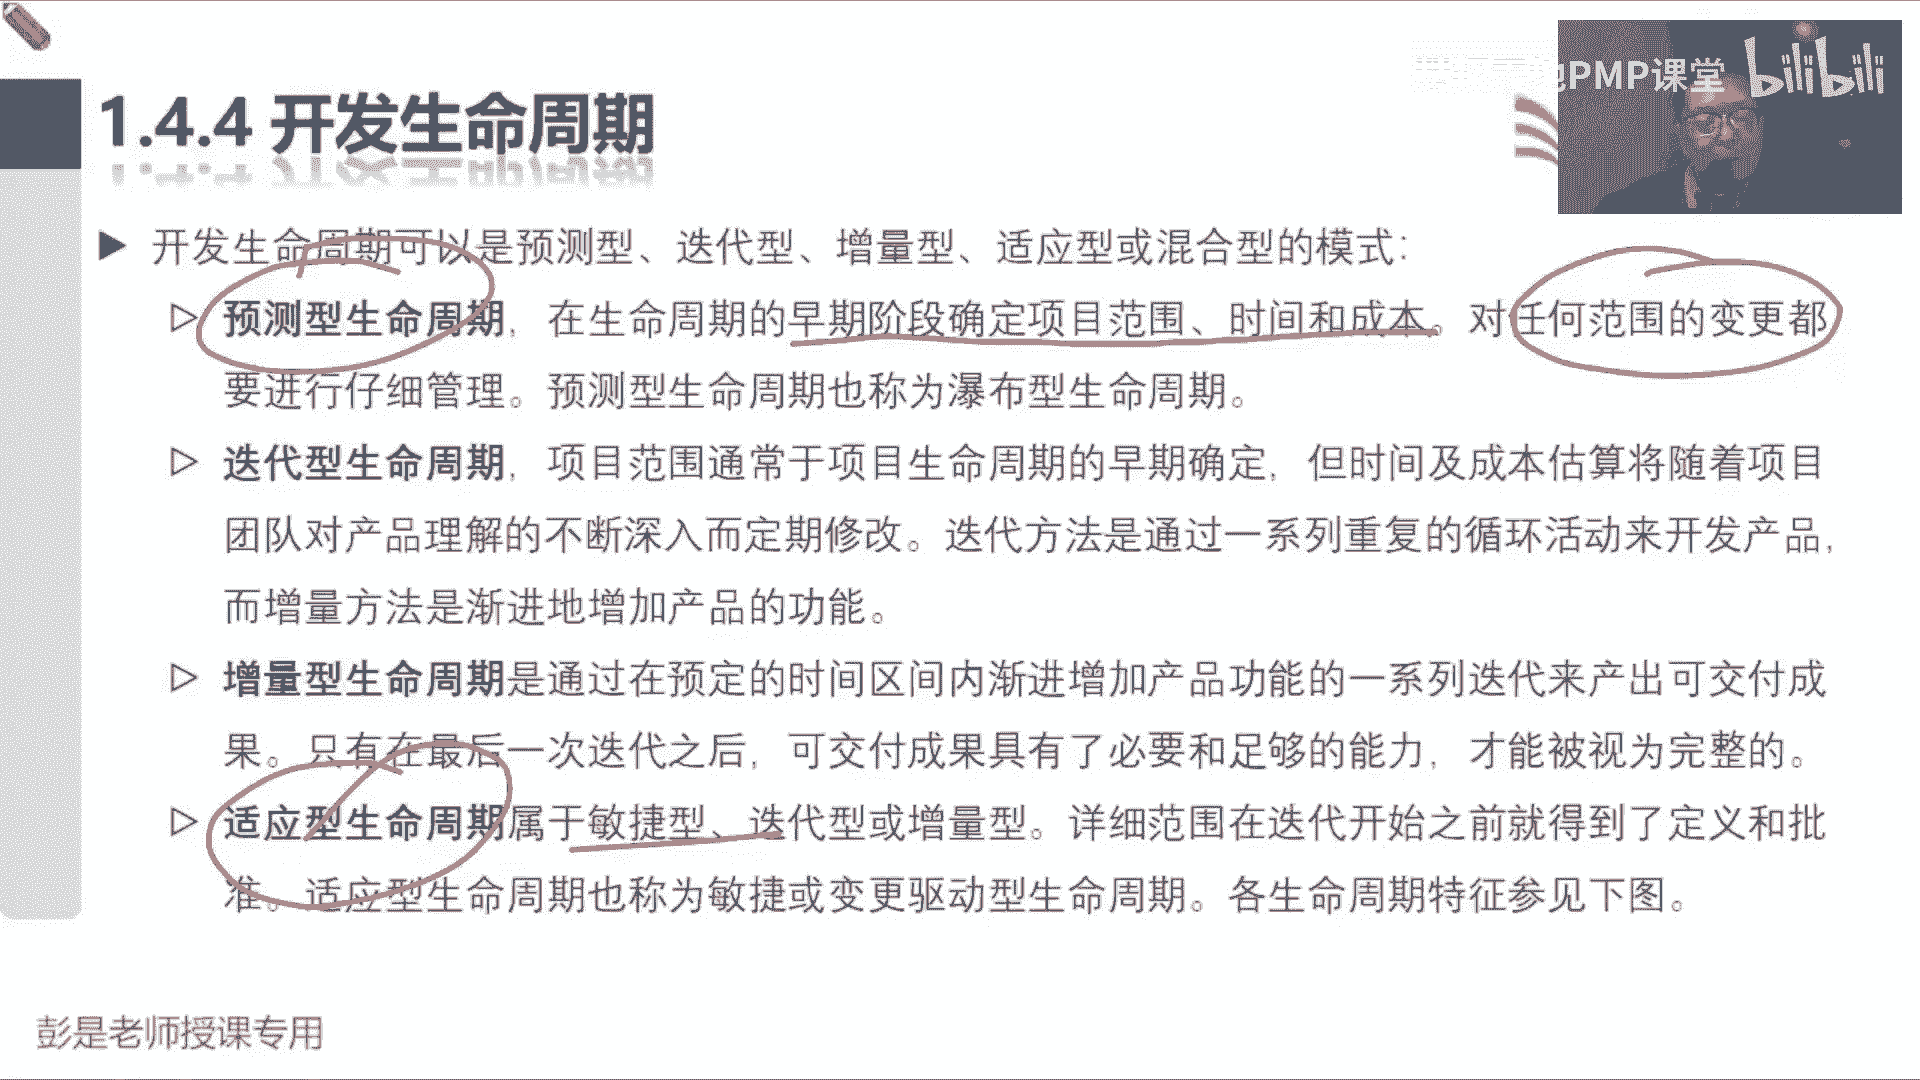 PMP课堂 bilibili
1.4.4 开发生命周期
开发生命周期可以是预测型、迭代型、增量型、适应型或混合型的模式：
预测型生命周期，在生命周期的早期阶段确定项目范围、时间和成本。对任何范围的变更都
要进行仔细管理。预测型生命周期也称为瀑布型生命周期。
迭代型生命周期，项目范围通常于项目生命周期的早期确定，但时间及成本估算将随着项目
团队对产品理解的不断深入而定期修改。迭代方法是通过一系列重复的循环活动来开发产品，
而增量方法是渐进地增加产品的功能。
增量型生命周期是通过在预定的时间区间内渐进增加产品功能的一系列迭代来产出可交付成
果。只有在最后一次迭代之后，可交付成果具有了必要和足够的能力，才能被视为完整的。
适应型生命周期属于敏捷型、迭代型或增量型。详细范围在迭代开始之前就得到了定义和批
准。适应型生命周期也称为敏捷或变更驱动型生命周期。各生命周期特征参见下图。
彭是老师授课专用